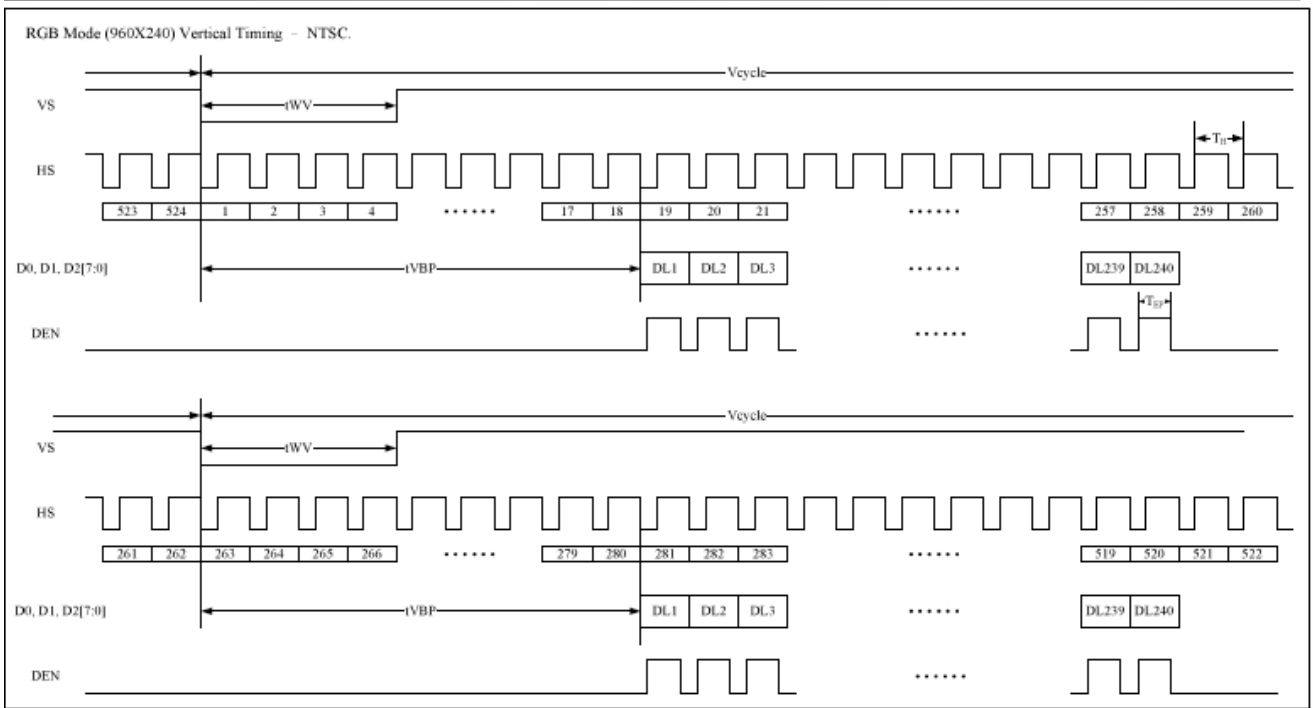 RGB Mode (960X240) Vertical Timing – NTSC.
Vcycle
VS tWV
HS TH
523 524 1 2 3 4 ······ 17 18 19 20 21 ······ 257 258 259 260
D0, D1, D2[7:0] tVBP DL1 DL2 DL3 ······ DL239 DL240
TEP
DEN ······
Vcycle
VS tWV
HS
261 262 263 264 265 266 ······ 279 280 281 282 283 ······ 519 520 521 522
D0, D1, D2[7:0] tVBP DL1 DL2 DL3 ······ DL239 DL240
DEN ······